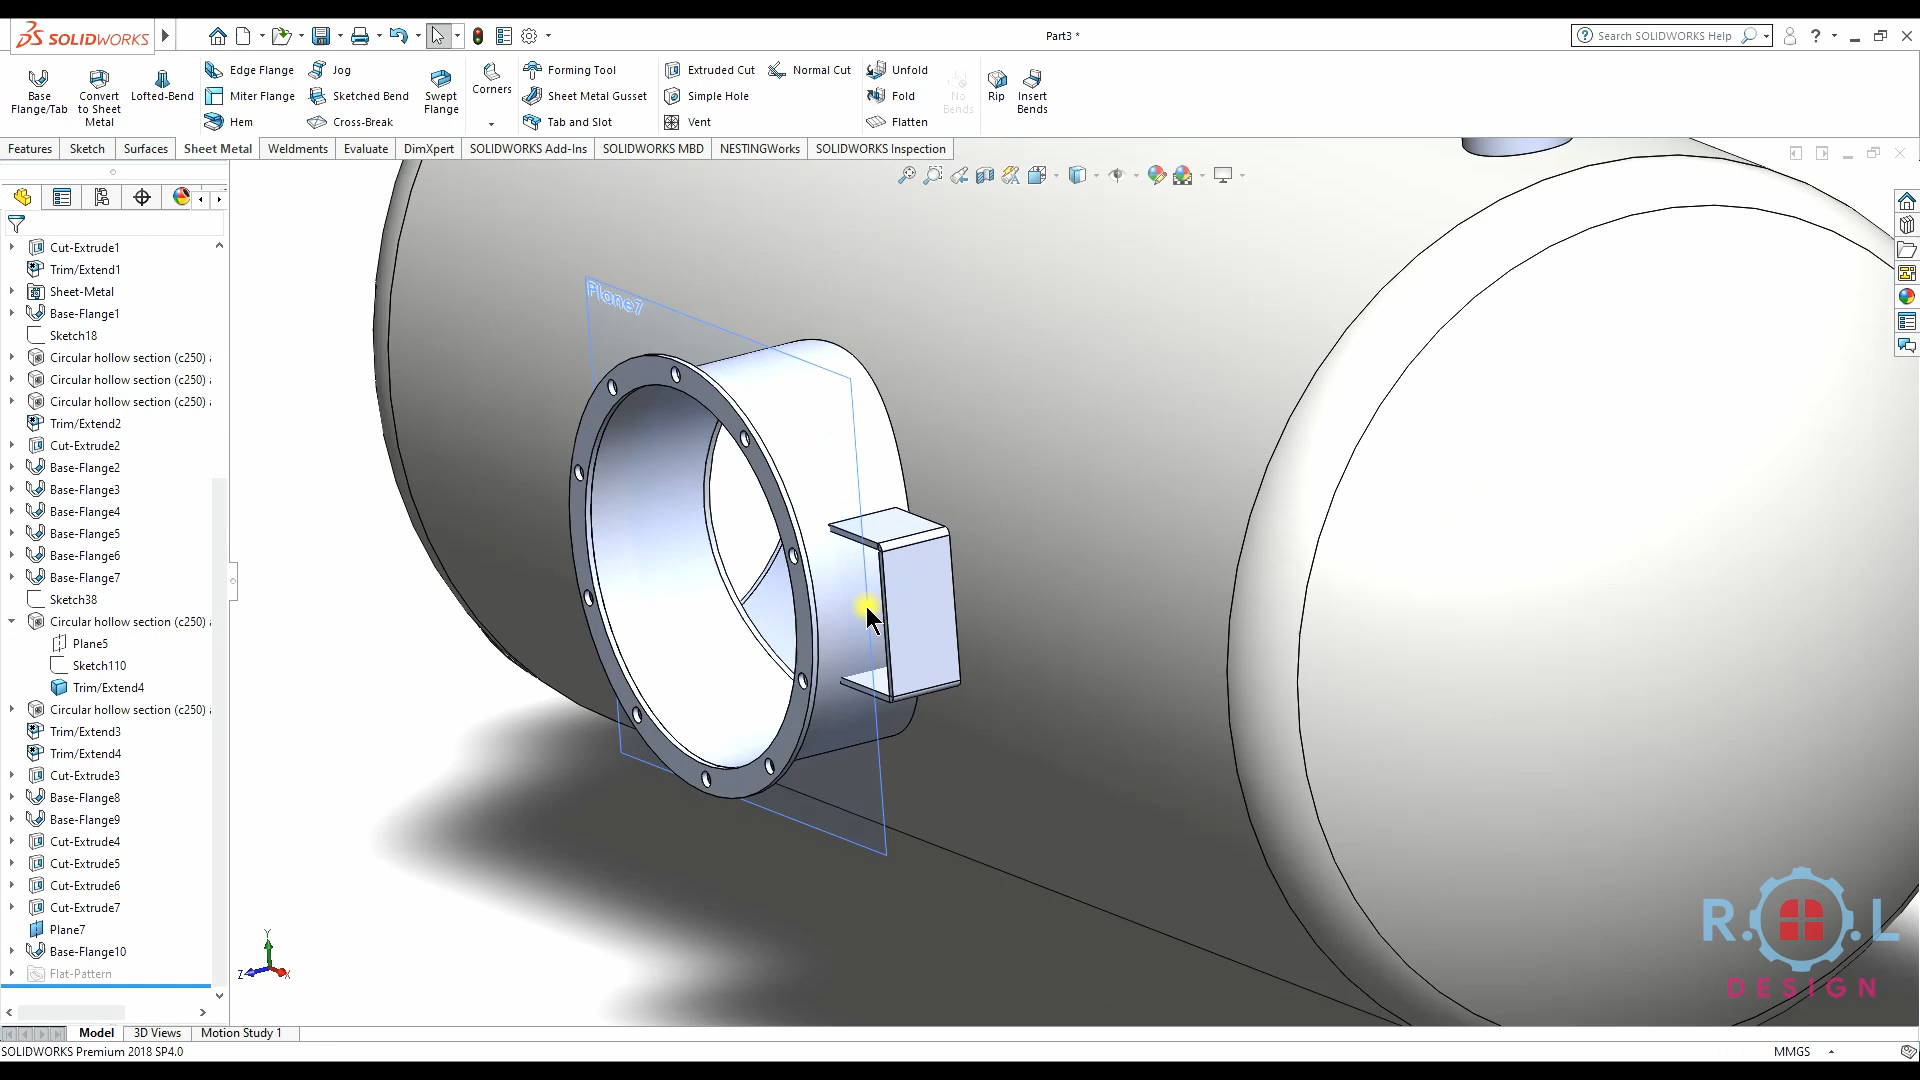 SOLIDWORKS
Part3 *
Search SOLIDWORKS Help
Base Flange/Tab
Convert to Sheet Metal
Lofted-Bend
Edge Flange
Miter Flange
Hem
Jog
Sketched Bend
Cross-Break
Swept Flange
Corners
Forming Tool
Sheet Metal Gusset
Tab and Slot
Extruded Cut
Simple Hole
Vent
Normal Cut
Unfold
Fold
Flatten
No Bends
Rip
Insert Bends
Features
Sketch
Surfaces
Sheet Metal
Weldments
Evaluate
DimXpert
SOLIDWORKS Add-Ins
SOLIDWORKS MBD
NESTINGWorks
SOLIDWORKS Inspection
Cut-Extrude1
Trim/Extend1
Sheet-Metal
Base-Flange1
Sketch18
Circular hollow section (c250)
Circular hollow section (c250)
Circular hollow section (c250)
Trim/Extend2
Cut-Extrude2
Base-Flange2
Base-Flange3
Base-Flange4
Base-Flange5
Base-Flange6
Base-Flange7
Sketch38
Circular hollow section (c250)
Plane5
Sketch110
Trim/Extend4
Circular hollow section (c250)
Trim/Extend3
Trim/Extend4
Cut-Extrude3
Base-Flange8
Base-Flange9
Cut-Extrude4
Cut-Extrude5
Cut-Extrude6
Cut-Extrude7
Plane7
Base-Flange10
Flat-Pattern
Plane7
Y
Z
X
R.O.L
DESIGN
Model
3D Views
Motion Study 1
SOLIDWORKS Premium 2018 SP4.0
MMGS